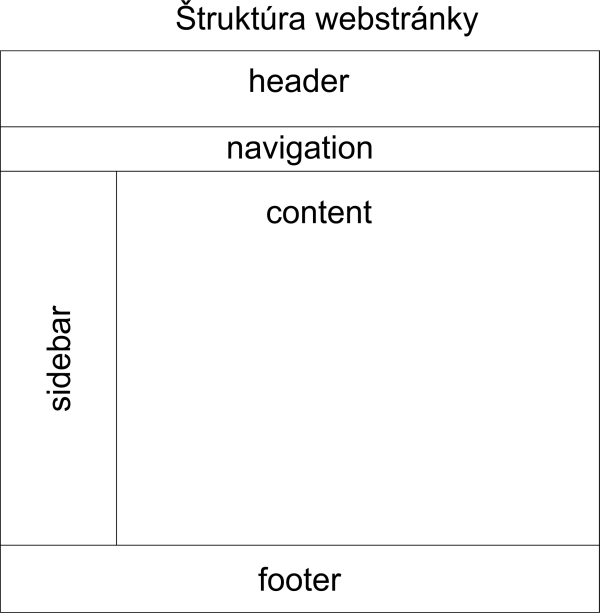 Štruktúra webstránky
header
navigation
content
sidebar
footer